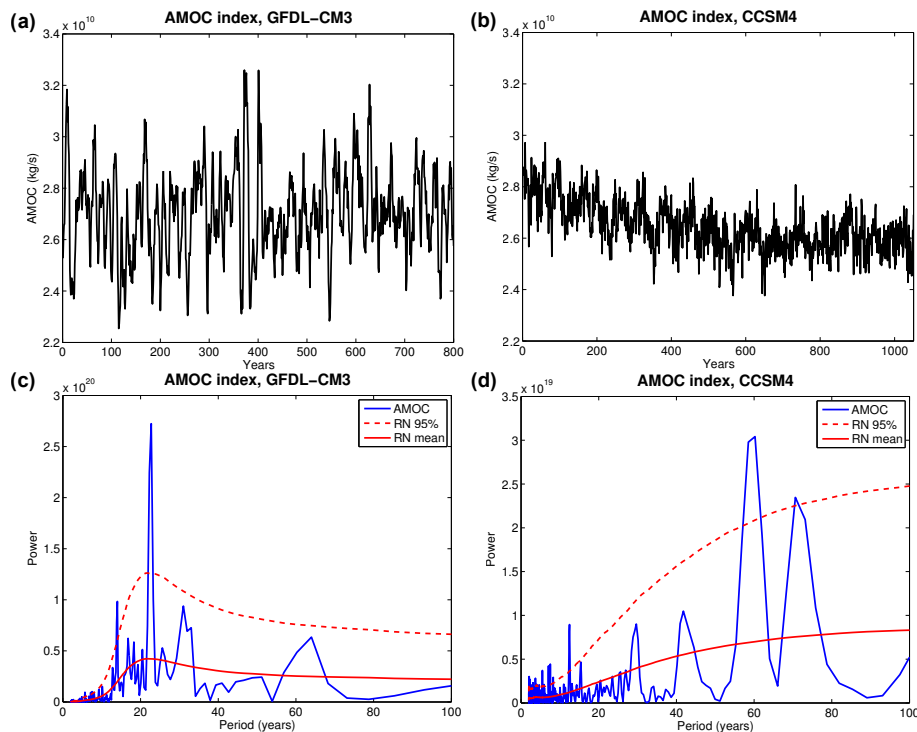 (a)
AMOC index, GFDL−CM3
x 10^10
3.4
3.2
3
2.8
2.6
2.4
2.2
AMOC (kg/s)
0 100 200 300 400 500 600 700 800
Years
(b)
AMOC index, CCSM4
x 10^10
3.4
3.2
3
2.8
2.6
2.4
2.2
AMOC (kg/s)
0 200 400 600 800 1000
Years
(c)
AMOC index, GFDL−CM3
x 10^20
3
2.5
2
1.5
1
0.5
0
Power
AMOC
RN 95%
RN mean
0 20 40 60 80 100
Period (years)
(d)
AMOC index, CCSM4
x 10^19
3.5
3
2.5
2
1.5
1
0.5
0
Power
AMOC
RN 95%
RN mean
0 20 40 60 80 100
Period (years)